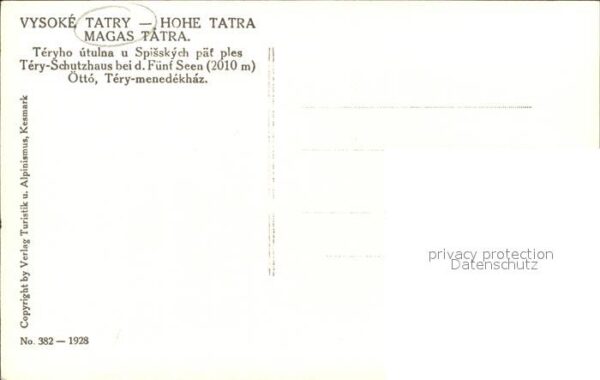 VYSOKÉ TATRY — HOHE TATRA
MAGAS TÁTRA.
Téryho útulna u Spišských päť ples
Téry-Schutzhaus bei d. Fünf Seen (2010 m)
Öttó, Téry-menedékház.
Copyright by Verlag Turistik u. Alpinismus, Kesmark
No. 382 — 1928
privacy protection
Datenschutz